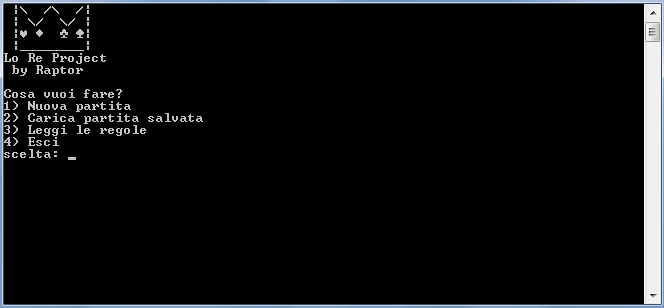 Lo Re Project
by Raptor
Cosa vuoi fare?
1) Nuova partita
2) Carica partita salvata
3) Leggi le regole
4) Esci
scelta: _